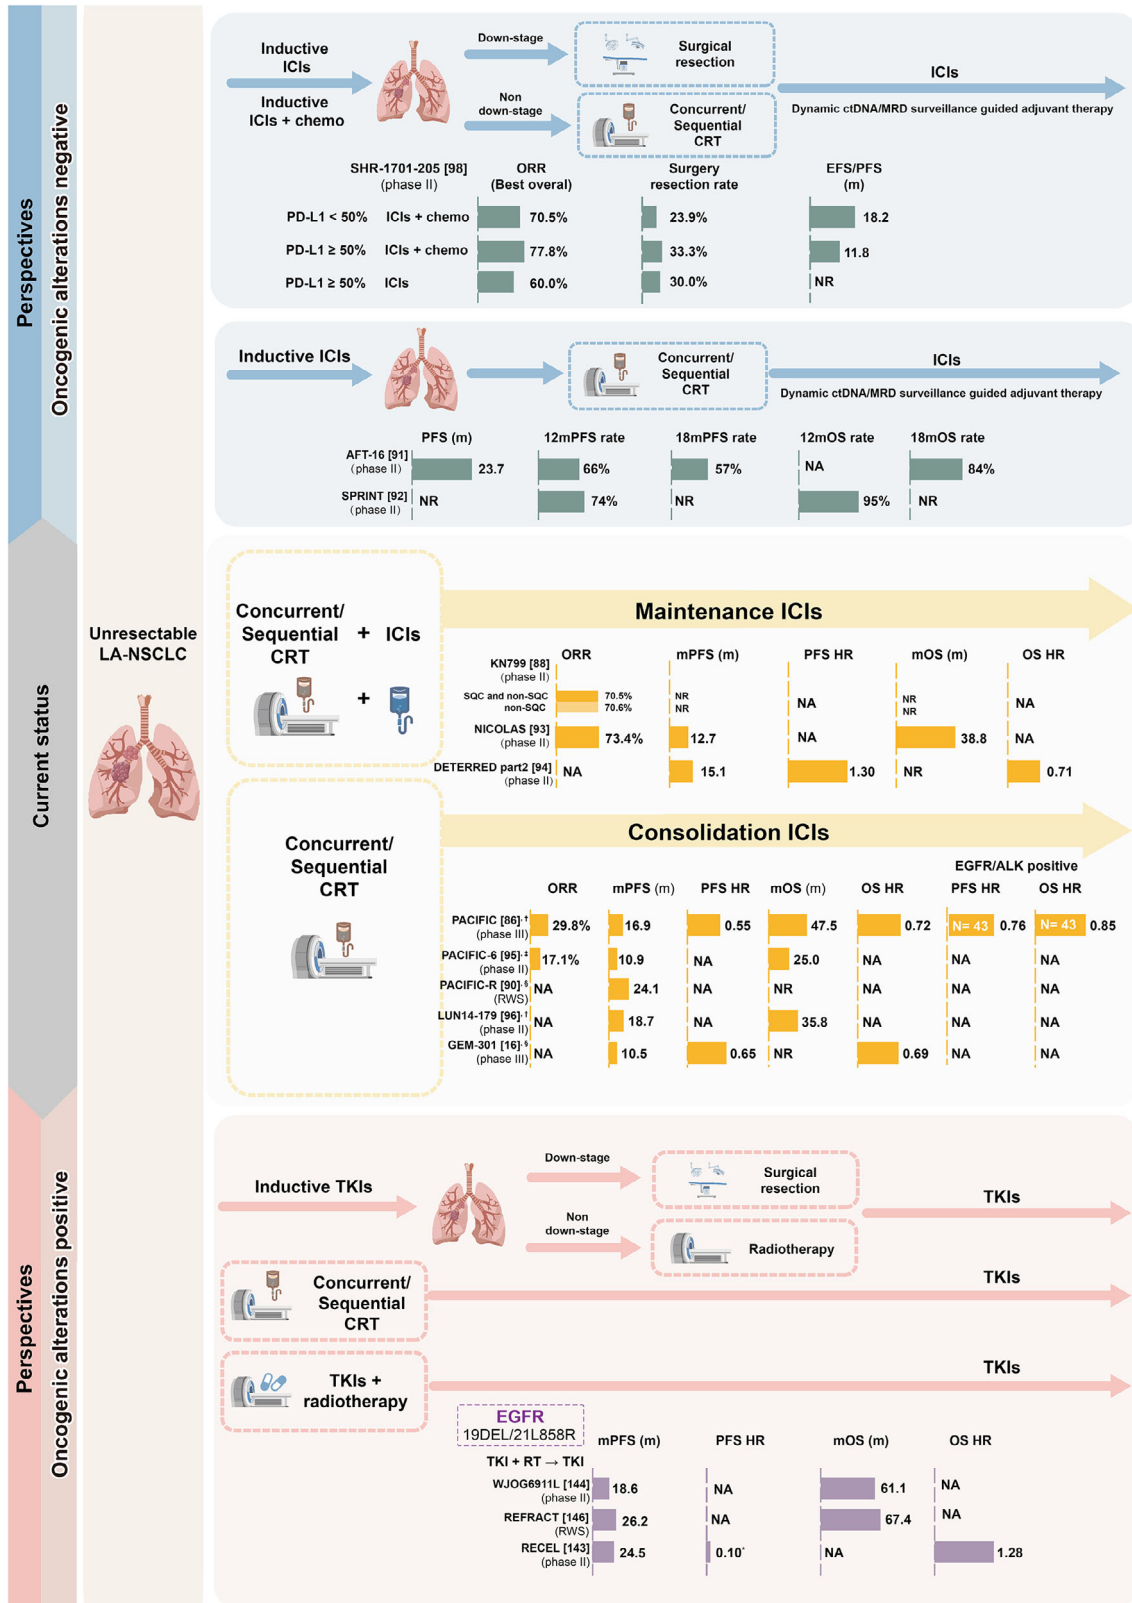 Perspectives
Oncogenic alterations negative
Inductive
ICIs
Inductive
ICIs + chemo
Down-stage
Non
down-stage
Surgical
resection
Concurrent/
Sequential
CRT
ICIs
Dynamic ctDNA/MRD surveillance guided adjuvant therapy
SHR-1701-205 [98]
(phase II)
ORR
(Best overal)
Surgery
resection rate
EFS/PFS
(m)
PD-L1 < 50% ICIs + chemo 70.5% 23.9% 18.2
PD-L1 ≥ 50% ICIs + chemo 77.8% 33.3% 11.8
PD-L1 ≥ 50% ICIs 60.0% 30.0% NR
Inductive ICIs
Concurrent/
Sequential
CRT
ICIs
Dynamic ctDNA/MRD surveillance guided adjuvant therapy
PFS (m) 12mPFS rate 18mPFS rate 12mOS rate 18mOS rate
AFT-16 [91]
(phase II)
23.7 66% 57% NA 84%
SPRINT [92]
(phase II)
NR 74% NR 95% NR
Current status
Unresectable
LA-NSCLC
Concurrent/
Sequential
CRT
+ ICIs
+
Maintenance ICIs
ORR mPFS (m) PFS HR mOS (m) OS HR
KN799 [88]
(phase II)
SQC and non-SQC 70.5% NR NR
non-SQC 70.6% NR NR
NA NA
NICOLAS [93]
(phase II)
73.4% 12.7 NA 38.8 NA
DETERRED part2 [94]
(phase II)
NA 15.1 1.30 NR 0.71
Concurrent/
Sequential
CRT
Consolidation ICIs
EGFR/ALK positive
ORR mPFS (m) PFS HR mOS (m) OS HR PFS HR OS HR
PACIFIC [86]·†
(phase III)
29.8% 16.9 0.55 47.5 0.72 N= 43 0.76 N= 43 0.85
PACIFIC-6 [95]·‡
(phase II)
17.1% 10.9 NA 25.0 NA NA NA
PACIFIC-R [90]·§
(RWS)
NA 24.1 NA NR NA NA NA
LUN14-179 [96]·†
(phase II)
NA 18.7 NA 35.8 NA NA NA
GEM-301 [16]·§
(phase III)
NA 10.5 0.65 NR 0.69 NA NA
Perspectives
Oncogenic alterations positive
Inductive TKIs
Down-stage
Non
down-stage
Surgical
resection
Radiotherapy
TKIs
Concurrent/
Sequential
CRT
TKIs
TKIs +
radiotherapy
TKIs
EGFR
19DEL/21L858R
TKI + RT → TKI
mPFS (m) PFS HR mOS (m) OS HR
WJOG6911L [144]
(phase II)
18.6 NA 61.1 NA
REFRACT [146]
(RWS)
26.2 NA 67.4 NA
RECEL [143]
(phase II)
24.5 0.10* NA 1.28